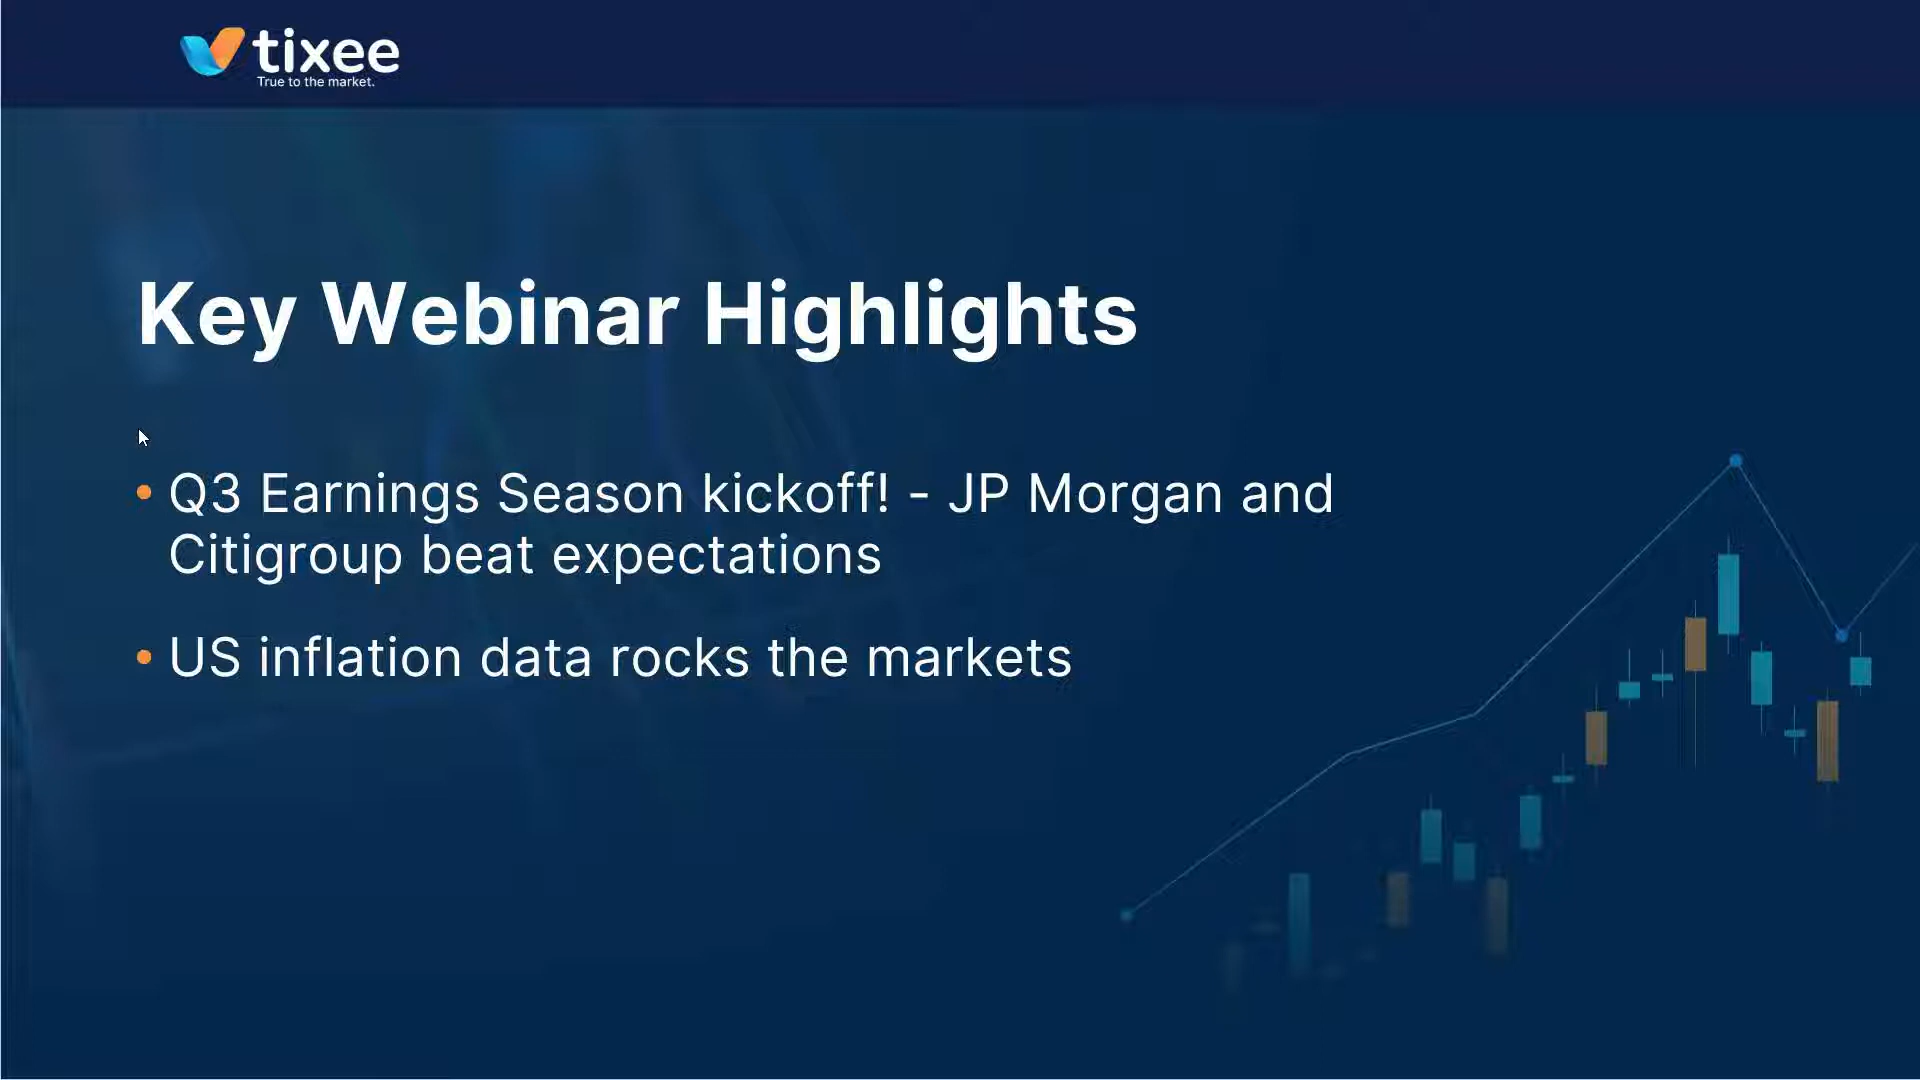 tixee
True to the market.
Key Webinar Highlights
• Q3 Earnings Season kickoff! - JP Morgan and
Citigroup beat expectations
• US inflation data rocks the markets